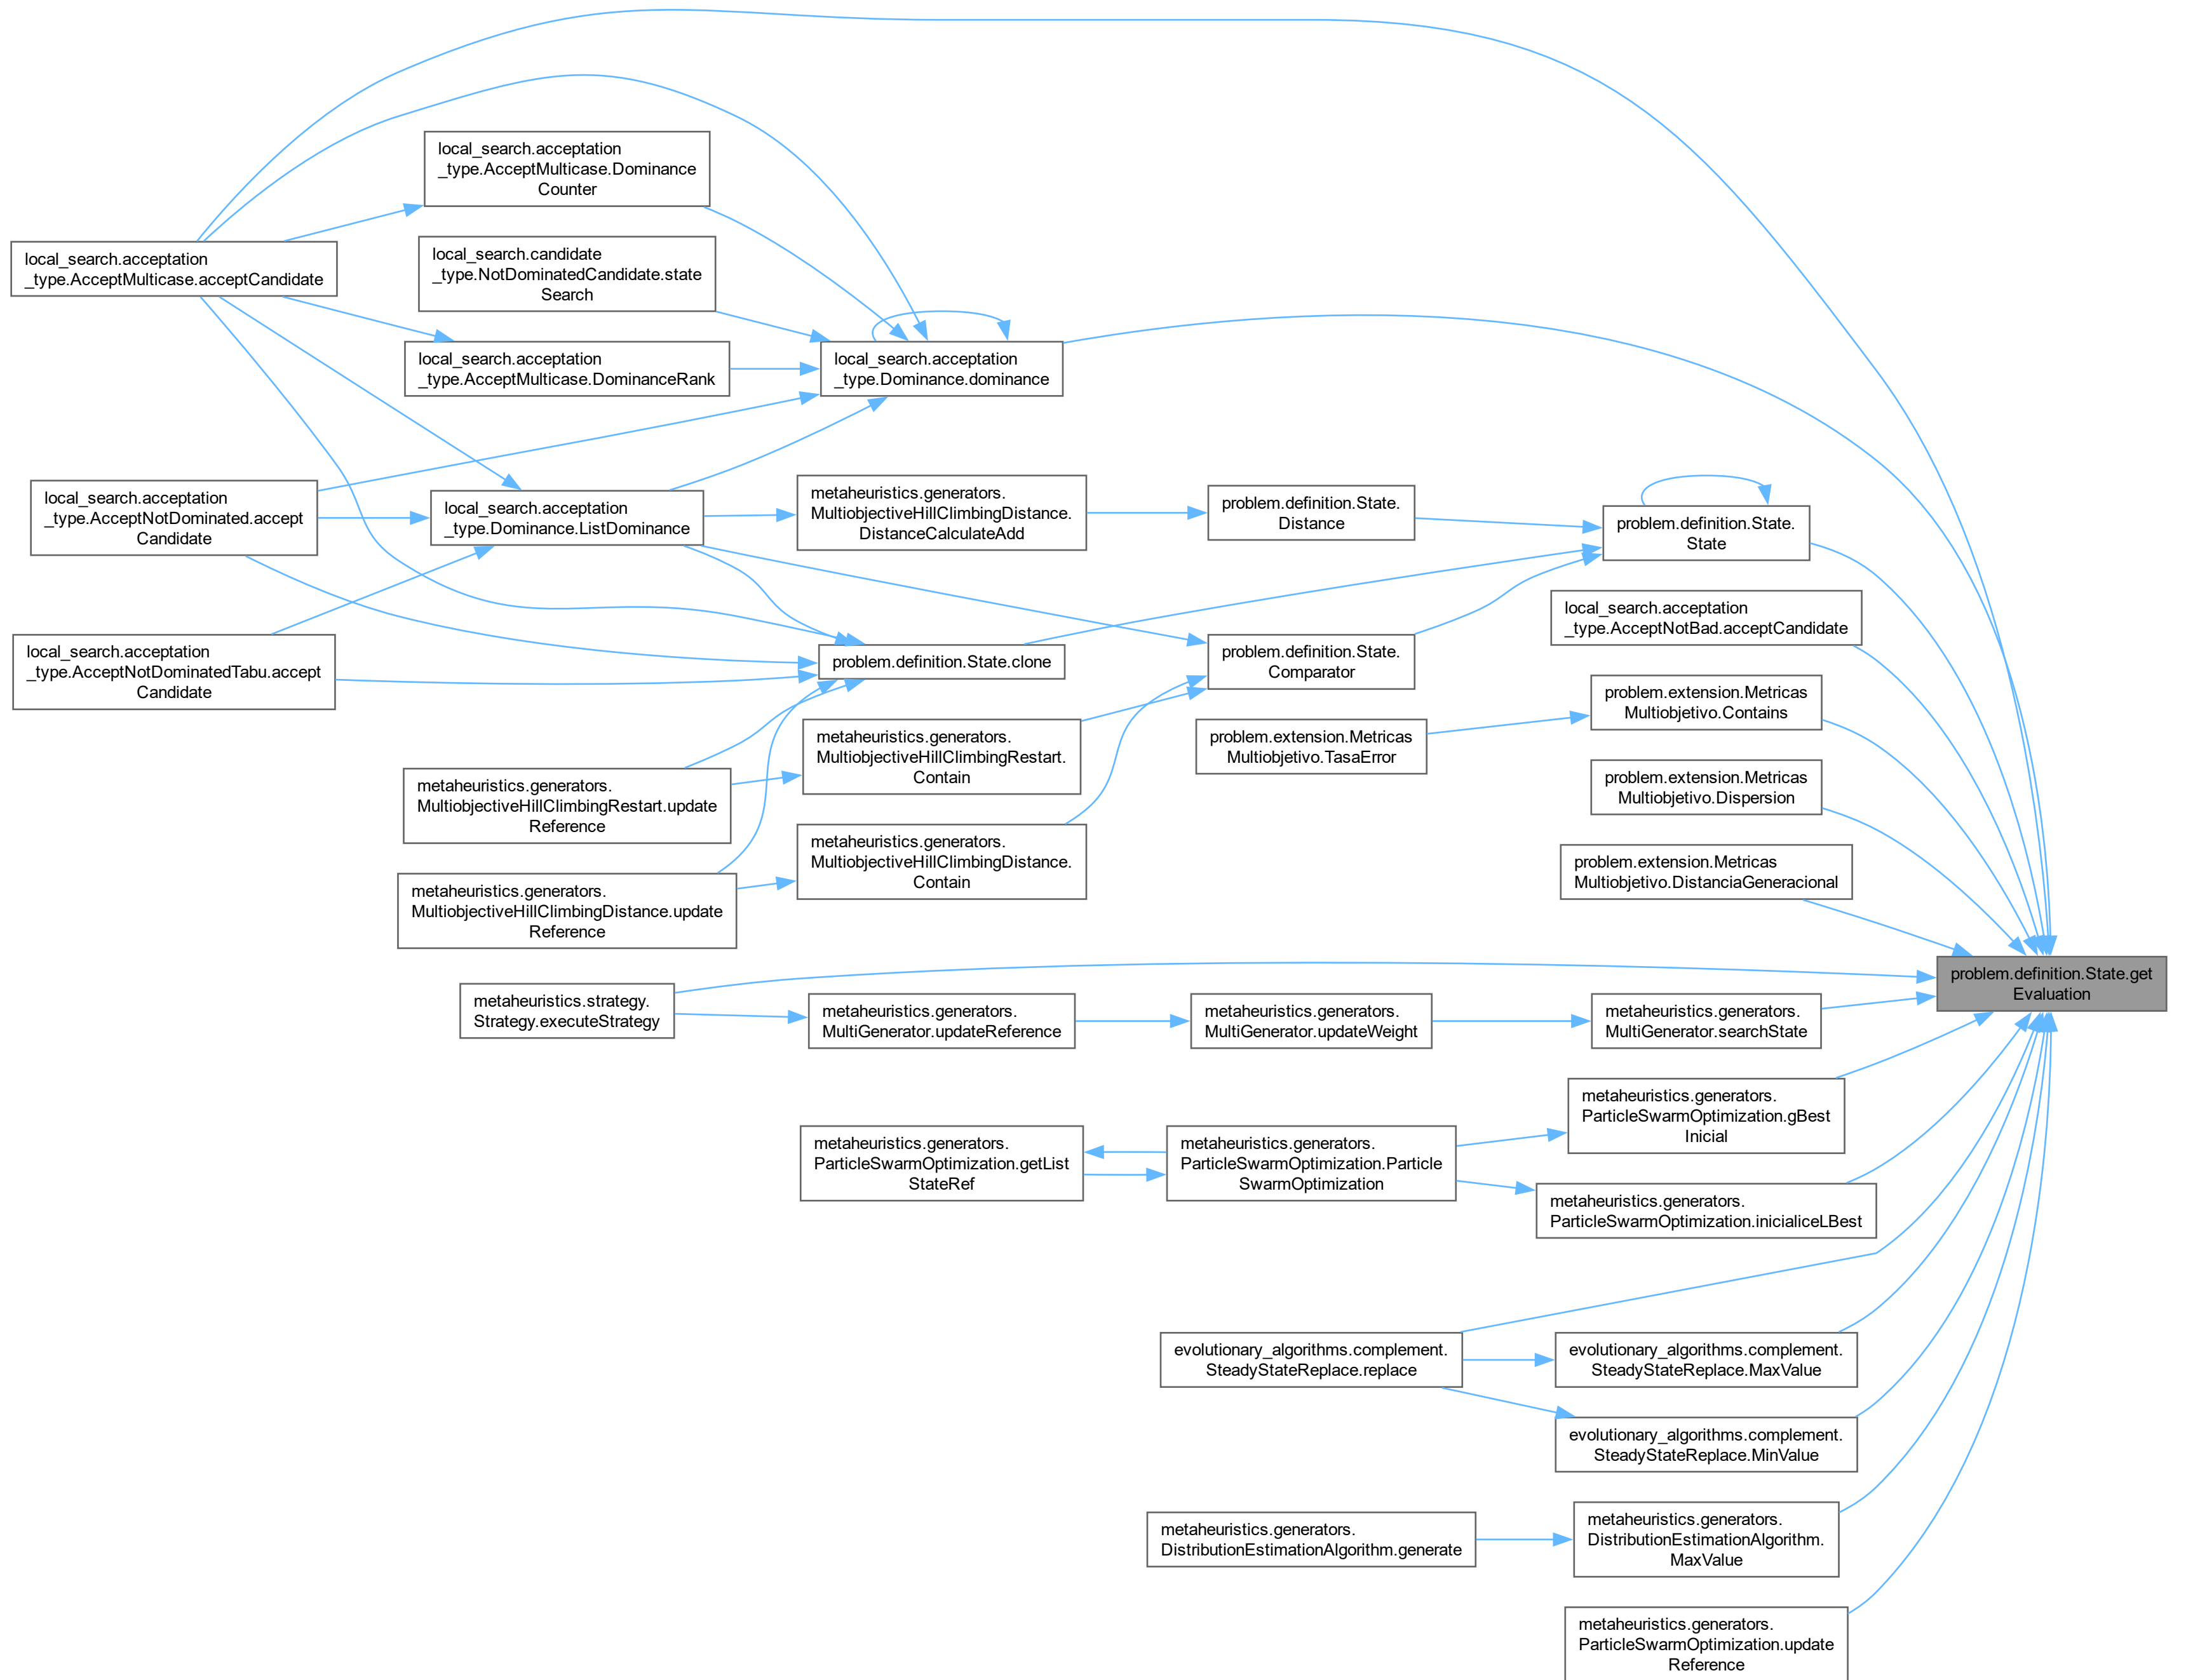 local_search.acceptation
_type.AcceptMulticase.Dominance
Counter
local_search.acceptation
_type.AcceptMulticase.acceptCandidate
local_search.candidate
_type.NotDominatedCandidate.state
Search
local_search.acceptation
_type.AcceptMulticase.DominanceRank
local_search.acceptation
_type.Dominance.dominance
local_search.acceptation
_type.AcceptNotDominated.accept
Candidate
local_search.acceptation
_type.Dominance.ListDominance
metaheuristics.generators.
MultiobjectiveHillClimbingDistance.
DistanceCalculateAdd
problem.definition.State.
Distance
problem.definition.State.
State
local_search.acceptation
_type.AcceptNotBad.acceptCandidate
local_search.acceptation
_type.AcceptNotDominatedTabu.accept
Candidate
problem.definition.State.clone
problem.definition.State.
Comparator
problem.extension.Metricas
Multiobjetivo.Contains
problem.extension.Metricas
Multiobjetivo.TasaError
metaheuristics.generators.
MultiobjectiveHillClimbingRestart.
Contain
metaheuristics.generators.
MultiobjectiveHillClimbingRestart.update
Reference
problem.extension.Metricas
Multiobjetivo.Dispersion
metaheuristics.generators.
MultiobjectiveHillClimbingDistance.
Contain
metaheuristics.generators.
MultiobjectiveHillClimbingDistance.update
Reference
problem.extension.Metricas
Multiobjetivo.DistanciaGeneracional
problem.definition.State.get
Evaluation
metaheuristics.strategy.
Strategy.executeStrategy
metaheuristics.generators.
MultiGenerator.updateReference
metaheuristics.generators.
MultiGenerator.updateWeight
metaheuristics.generators.
MultiGenerator.searchState
metaheuristics.generators.
ParticleSwarmOptimization.gBest
Inicial
metaheuristics.generators.
ParticleSwarmOptimization.getList
StateRef
metaheuristics.generators.
ParticleSwarmOptimization.Particle
SwarmOptimization
metaheuristics.generators.
ParticleSwarmOptimization.inicialiceLBest
evolutionary_algorithms.complement.
SteadyStateReplace.replace
evolutionary_algorithms.complement.
SteadyStateReplace.MaxValue
evolutionary_algorithms.complement.
SteadyStateReplace.MinValue
metaheuristics.generators.
DistributionEstimationAlgorithm.generate
metaheuristics.generators.
DistributionEstimationAlgorithm.
MaxValue
metaheuristics.generators.
ParticleSwarmOptimization.update
Reference